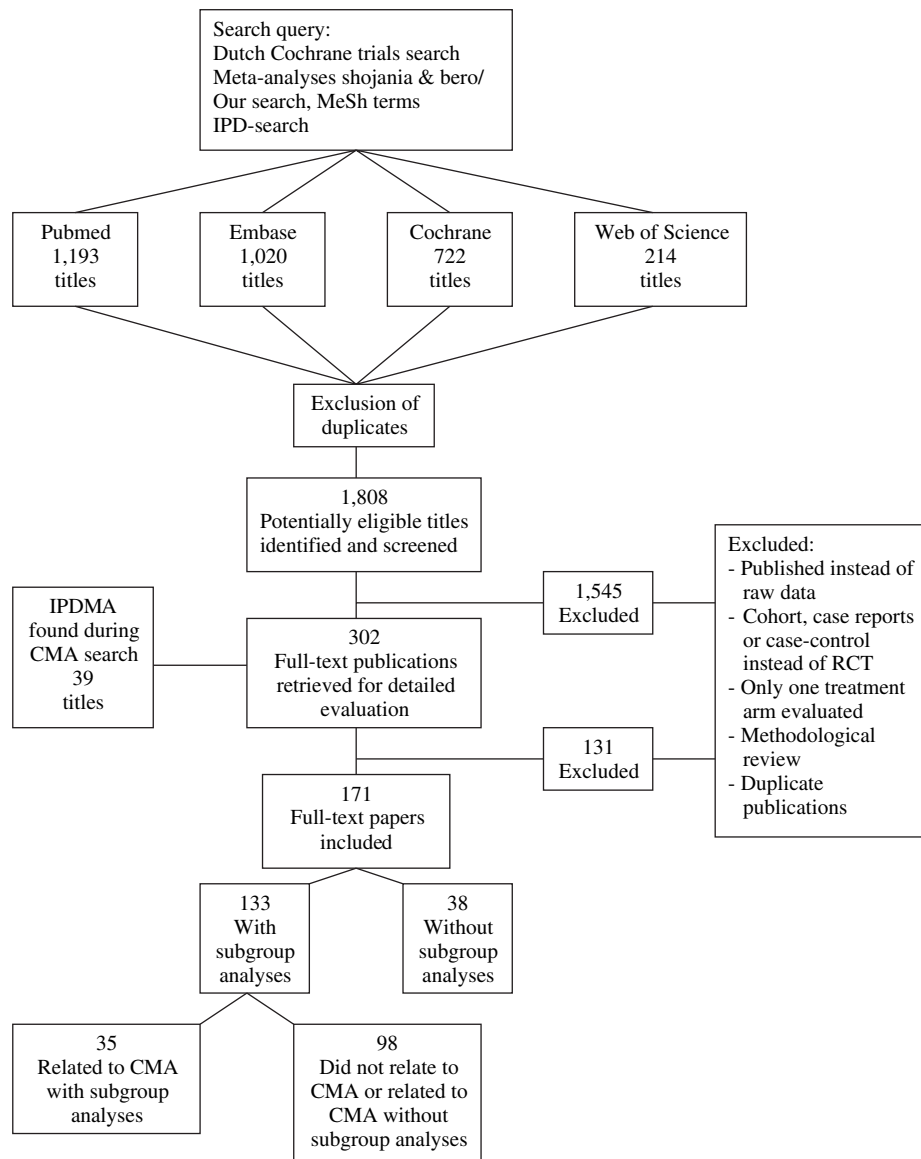 Search query:
Dutch Cochrane trials search
Meta-analyses shojania & bero/
Our search, MeSh terms
IPD-search
Pubmed
1,193
titles
Embase
1,020
titles
Cochrane
722
titles
Web of Science
214
titles
Exclusion of
duplicates
1,808
Potentially eligible titles
identified and screened
1,545
Excluded
Excluded:
- Published instead of
raw data
- Cohort, case reports
or case-control
instead of RCT
- Only one treatment
arm evaluated
- Methodological
review
- Duplicate
publications
IPDMA
found during
CMA search
39
titles
302
Full-text publications
retrieved for detailed
evaluation
131
Excluded
171
Full-text papers
included
133
With
subgroup
analyses
38
Without
subgroup
analyses
35
Related to CMA
with subgroup
analyses
98
Did not relate to
CMA or related to
CMA without
subgroup analyses